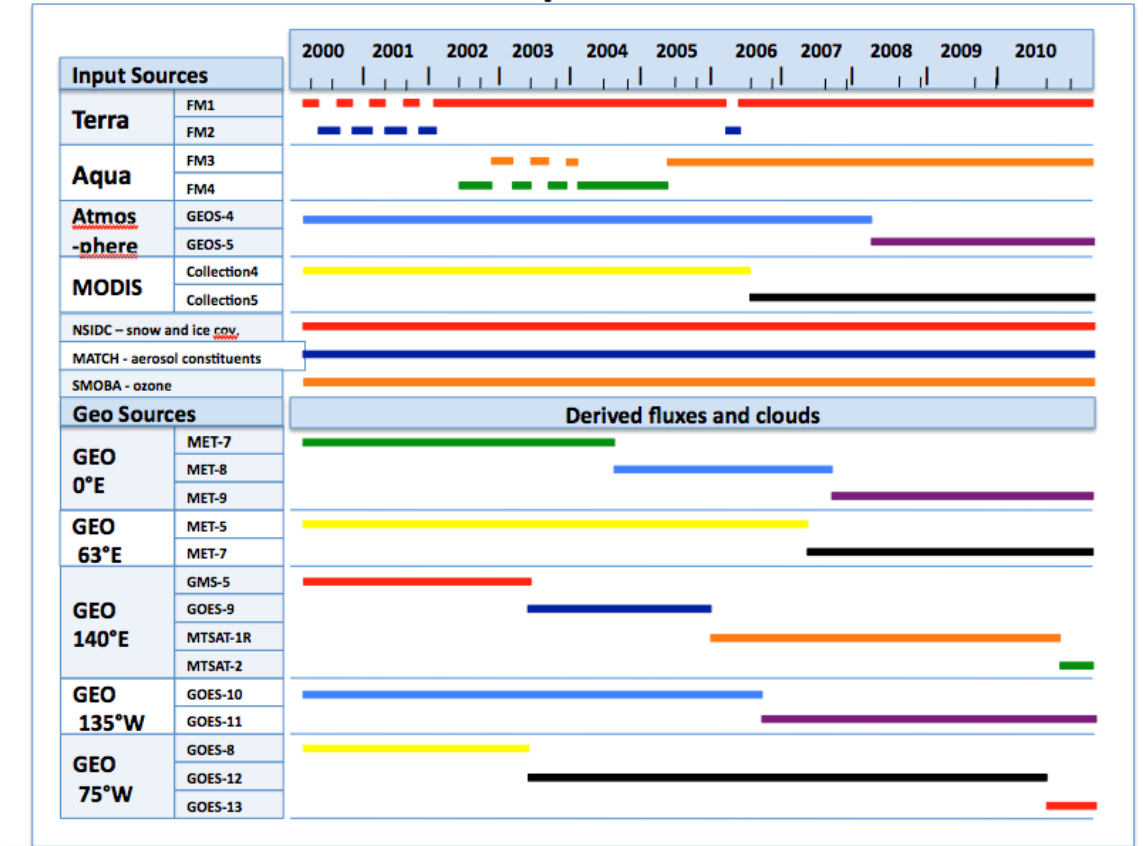 2000 2001 2002 2003 2004 2005 2006 2007 2008 2009 2010
Input Sources
Terra
FM1
FM2
Aqua
FM3
FM4
Atmos
-phere
GEOS-4
GEOS-5
MODIS
Collection4
Collection5
NSIDC – snow and ice cov.
MATCH - aerosol constituents
SMOBA - ozone
Geo Sources
Derived fluxes and clouds
GEO
0°E
MET-7
MET-8
MET-9
GEO
63°E
MET-5
MET-7
GEO
140°E
GMS-5
GOES-9
MTSAT-1R
MTSAT-2
GEO
135°W
GOES-10
GOES-11
GEO
75°W
GOES-8
GOES-12
GOES-13